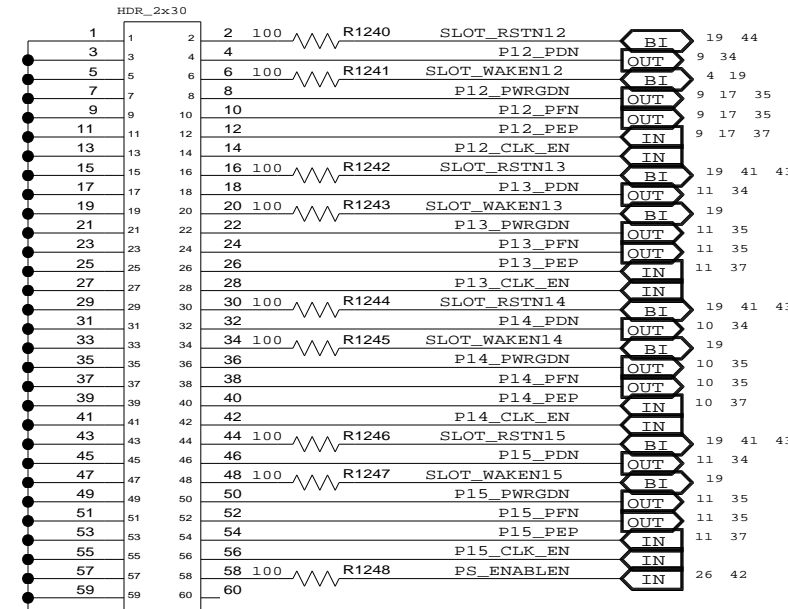 HDR_2x30
1 1 2 2 100 R1240 SLOT_RSTN12 BI 19 44
3 3 4 4 P12_PDN OUT 9 34
5 5 6 6 100 R1241 SLOT_WAKEN12 BI 4 19
7 7 8 8 P12_PWRGDN OUT 9 17 35
9 9 10 10 P12_PFN OUT 9 17 35
11 11 12 12 P12_PEP IN 9 17 37
13 13 14 14 P12_CLK_EN IN
15 15 16 16 100 R1242 SLOT_RSTN13 BI 19 41 43
17 17 18 18 P13_PDN OUT 11 34
19 19 20 20 100 R1243 SLOT_WAKEN13 BI 19
21 21 22 22 P13_PWRGDN OUT 11 35
23 23 24 24 P13_PFN OUT 11 35
25 25 26 26 P13_PEP IN 11 37
27 27 28 28 P13_CLK_EN IN
29 29 30 30 100 R1244 SLOT_RSTN14 BI 19 41 43
31 31 32 32 P14_PDN OUT 10 34
33 33 34 34 100 R1245 SLOT_WAKEN14 BI 19
35 35 36 36 P14_PWRGDN OUT 10 35
37 37 38 38 P14_PFN OUT 10 35
39 39 40 40 P14_PEP IN 10 37
41 41 42 42 P14_CLK_EN IN
43 43 44 44 100 R1246 SLOT_RSTN15 BI 19 41 43
45 45 46 46 P15_PDN OUT 11 34
47 47 48 48 100 R1247 SLOT_WAKEN15 BI 19
49 49 50 50 P15_PWRGDN OUT 11 35
51 51 52 52 P15_PFN OUT 11 35
53 53 54 54 P15_PEP IN 11 37
55 55 56 56 P15_CLK_EN IN
57 57 58 58 100 R1248 PS_ENABLEN IN 26 42
59 59 60 60